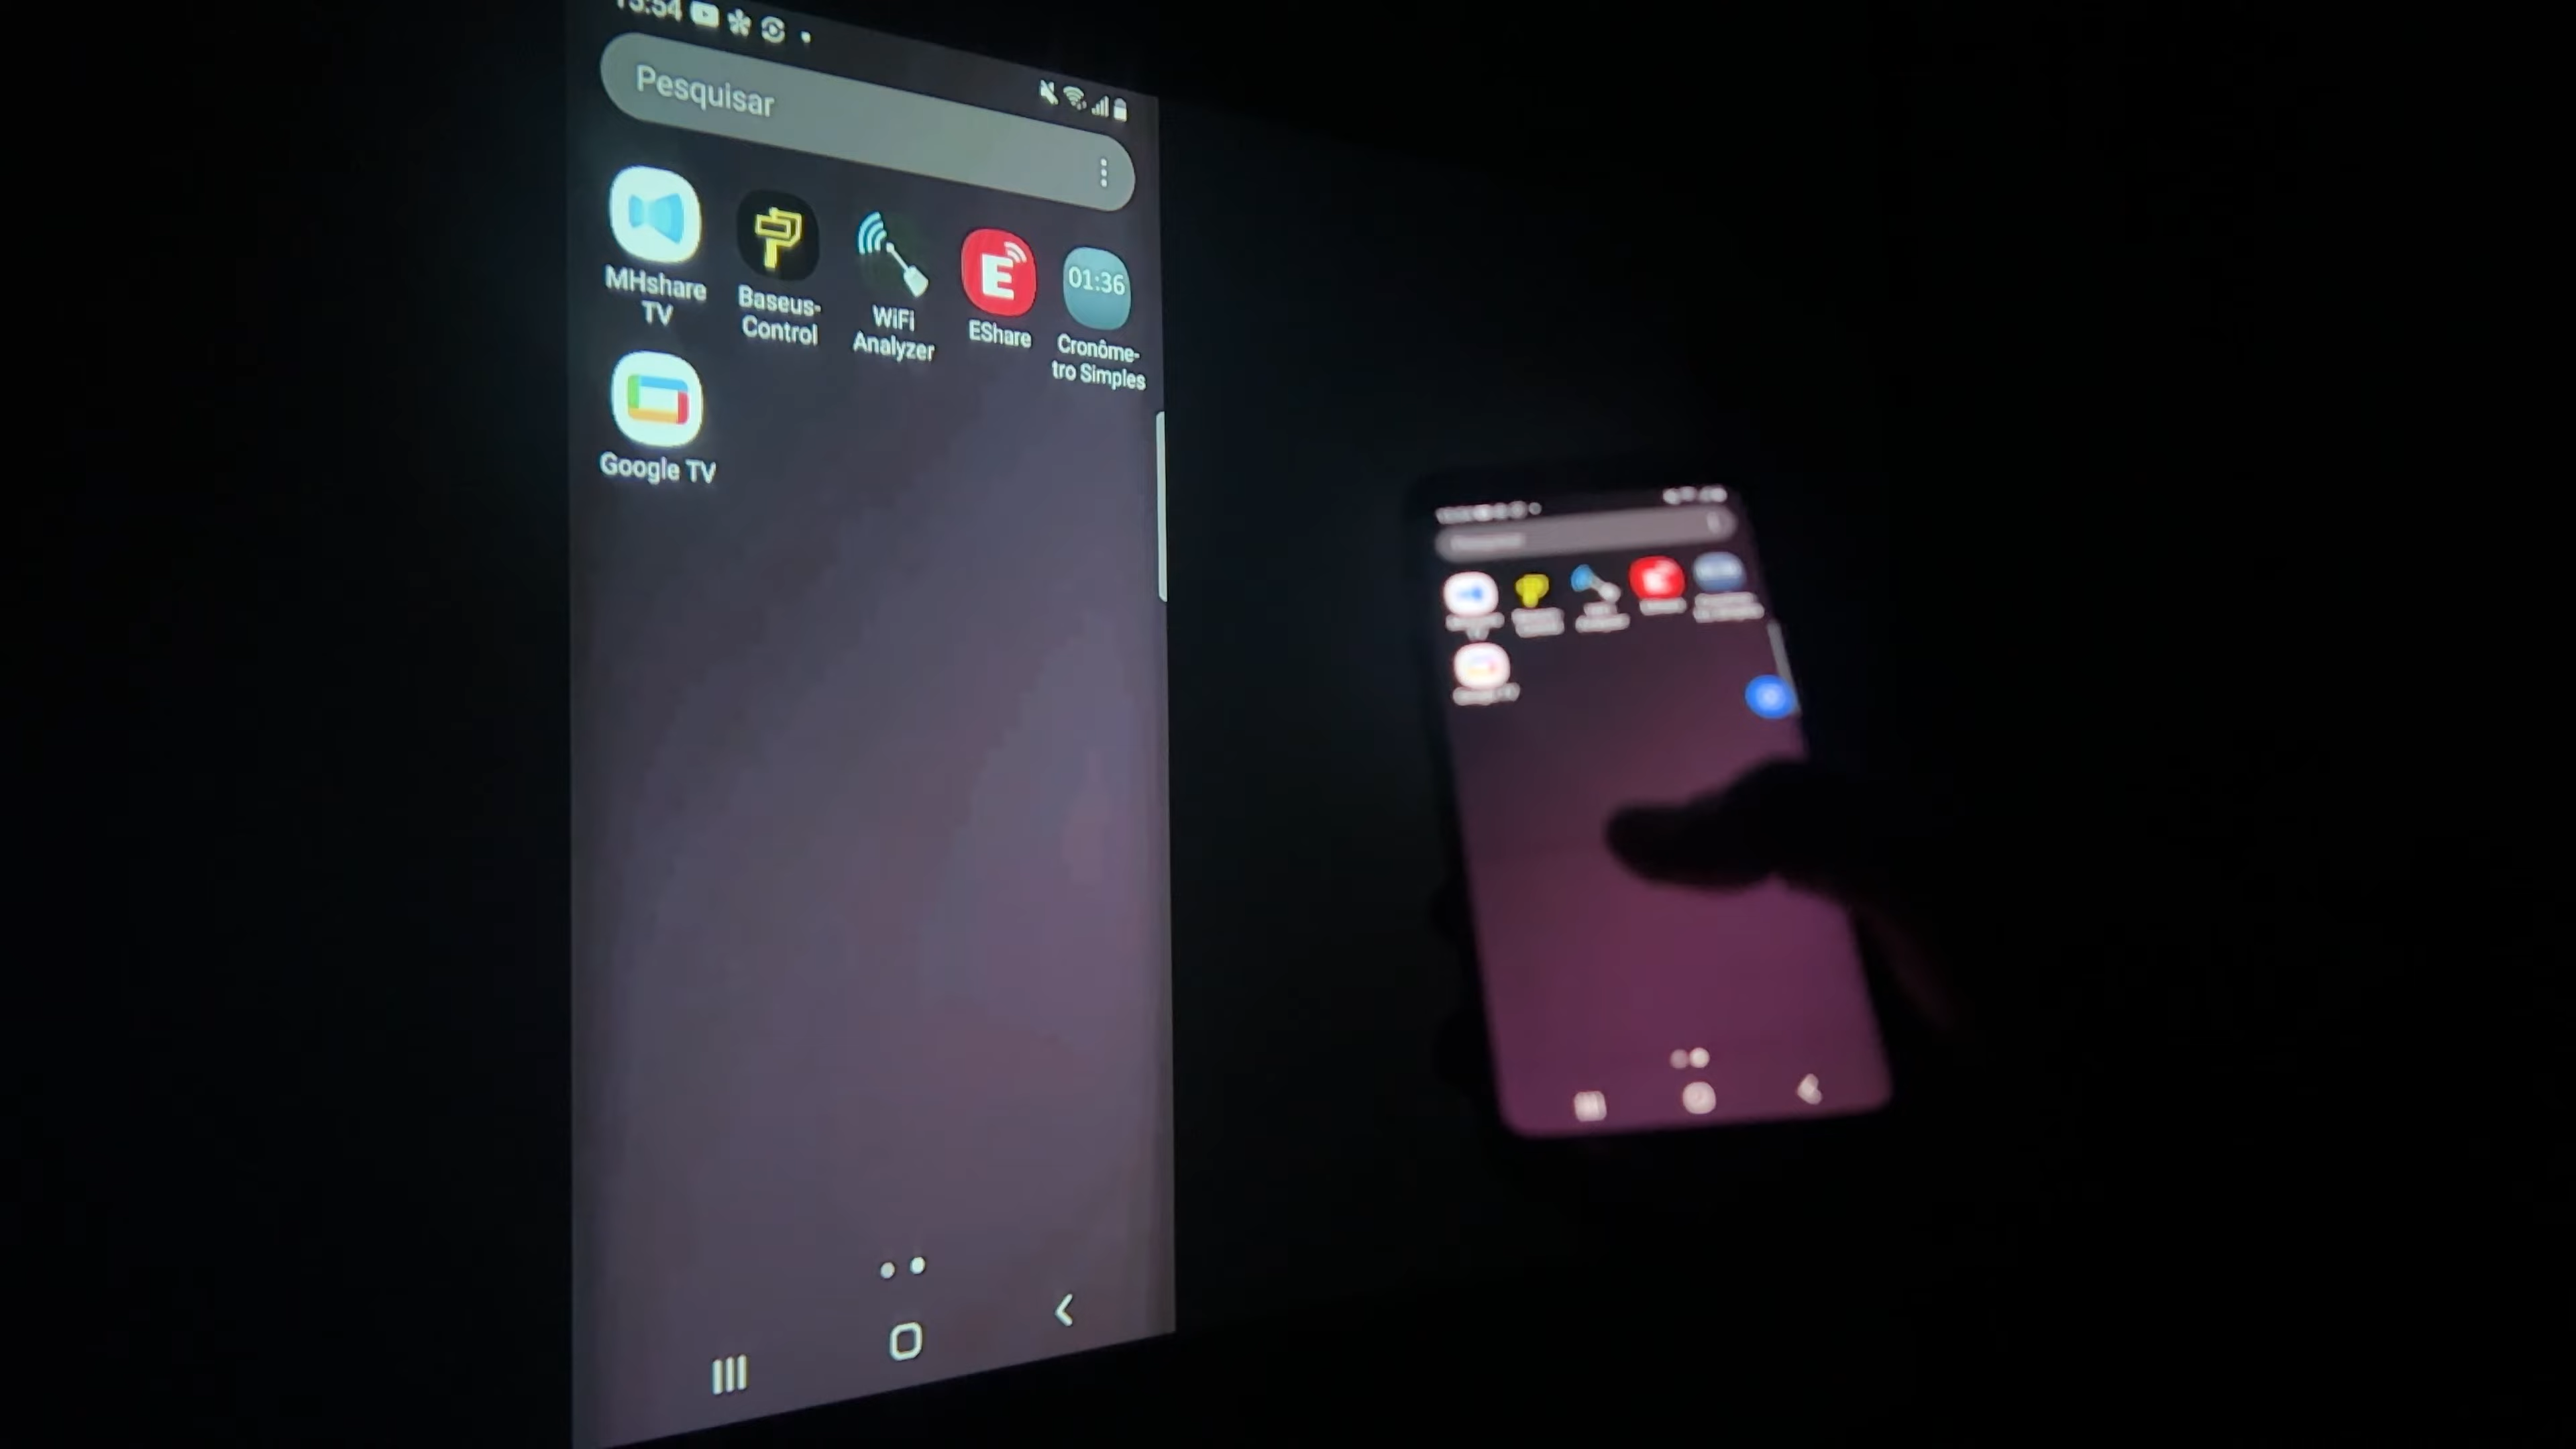 Pesquisar
MHshare
TV
Baseus-
Control
WiFi
Analyzer
E
EShare
01:36
Cronôme-
tro Simples
Google TV